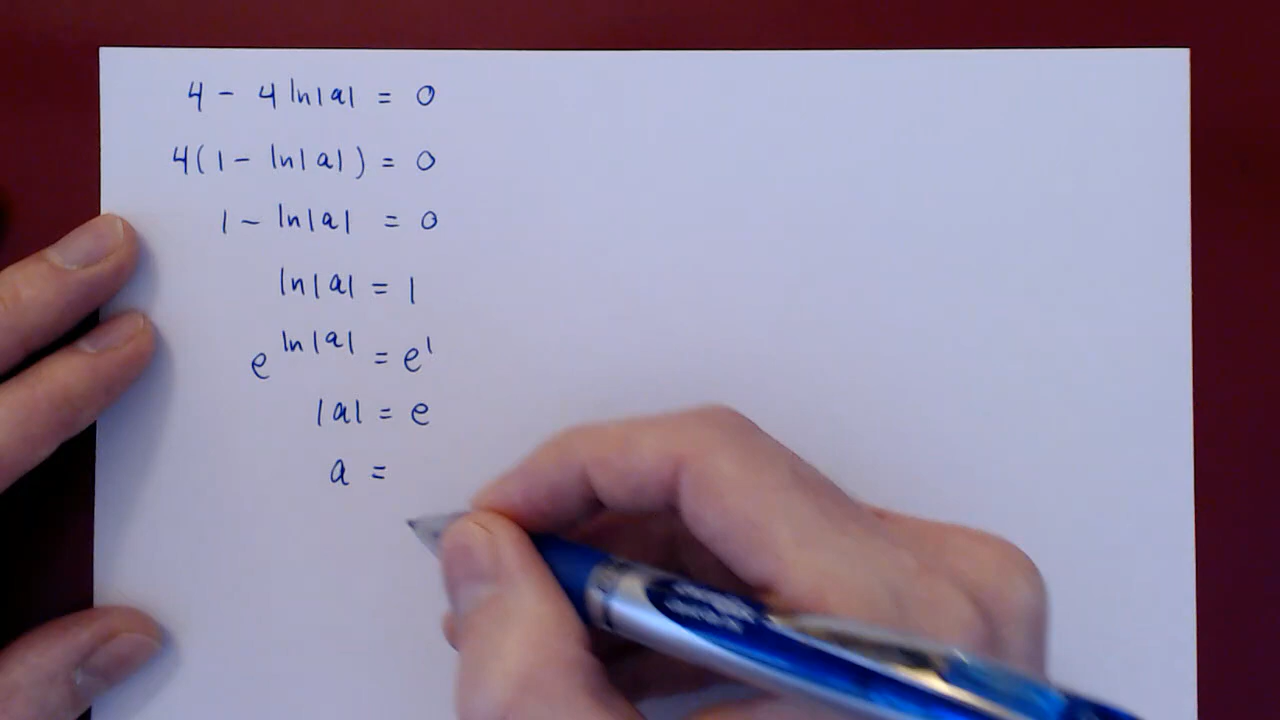 4 - 4 ln|a| = 0
4(1 - ln|a|) = 0
1 - ln|a| = 0
ln|a| = 1
e^ln|a| = e^1
|a| = e
a =